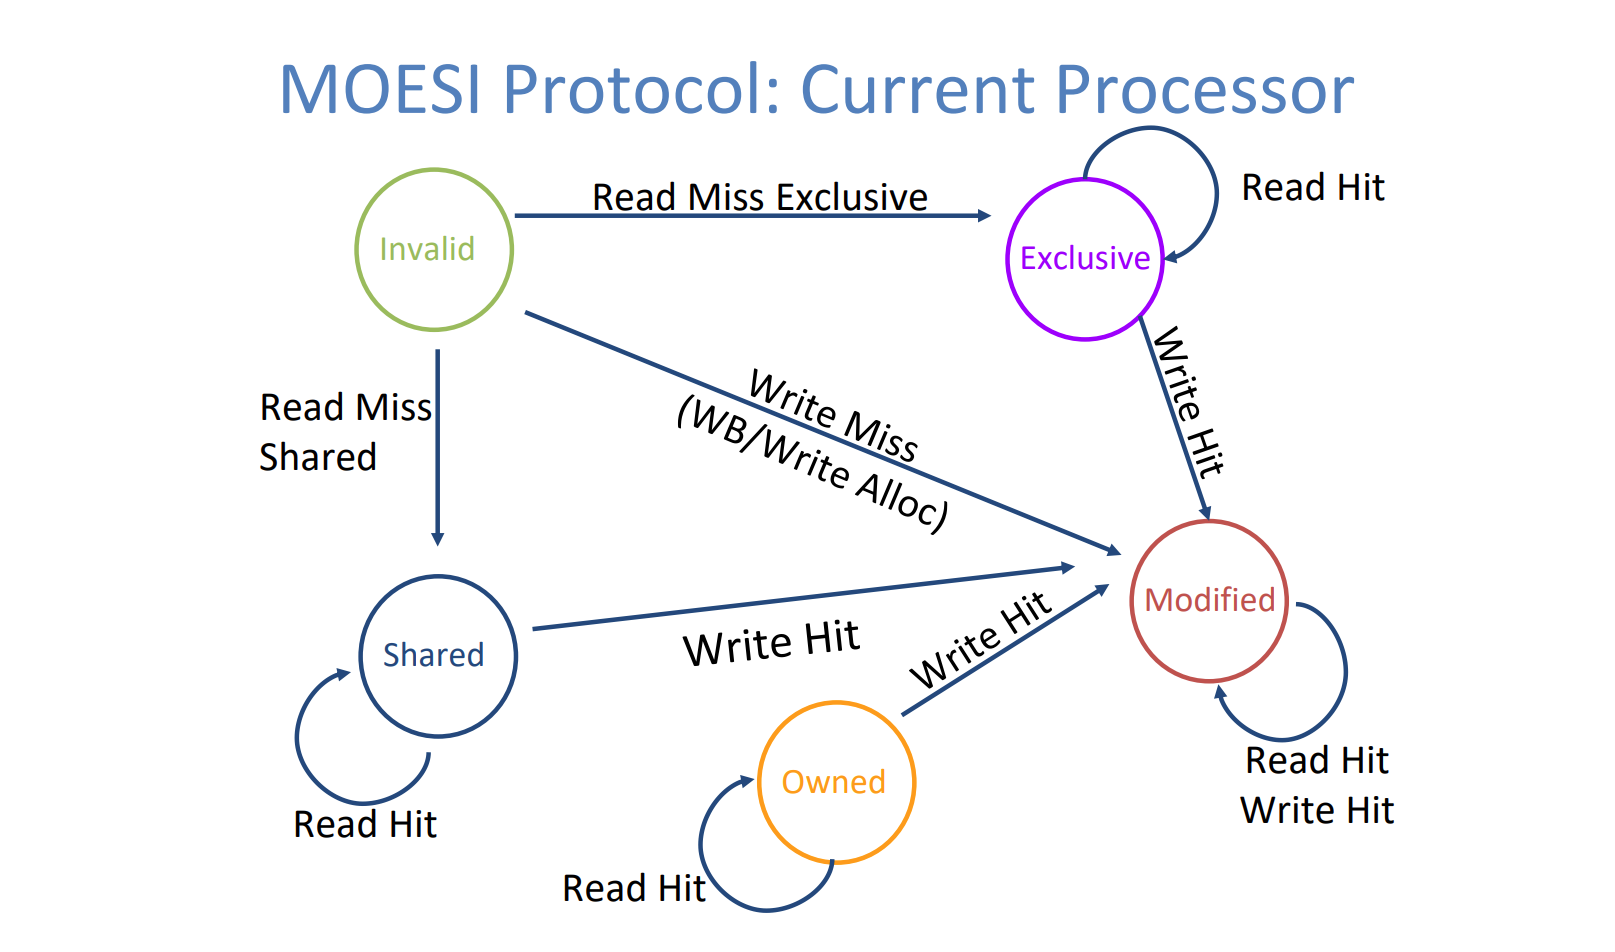 MOESI Protocol: Current Processor
Read Miss Exclusive
Read Hit
Invalid
Exclusive
Write Hit
Read Miss
Shared
Write Miss
(WB/Write Alloc)
Modified
Write Hit
Write Hit
Shared
Read Hit
Owned
Read Hit
Read Hit
Write Hit